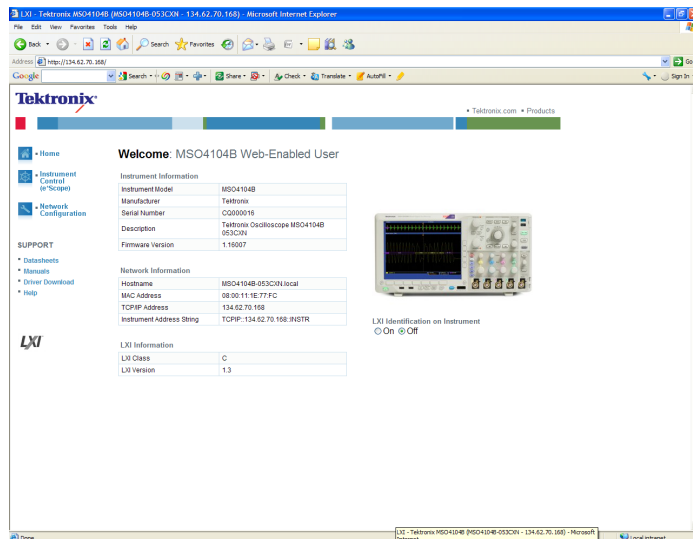 LXI - Tektronix MSO4104B (MSO4104B-053CXN - 134.62.70.168) - Microsoft Internet Explorer
File Edit View Favorites Tools Help
Back Search Favorites
Address http://134.62.70.168/ Go
Google Search Share Check Translate AutoFill Sign In
Tektronix
Tektronix.com Products
Home
Welcome: MSO4104B Web-Enabled User
Instrument Control (e*Scope)
Network Configuration
SUPPORT
Datasheets
Manuals
Driver Download
Help
LXI
Instrument Information
Instrument Model MSO4104B
Manufacturer Tektronix
Serial Number CQ000016
Description Tektronix Oscilloscope MSO4104B 053CXN
Firmware Version 1.16007
Network Information
Hostname MSO4104B-053CXN.local
MAC Address 08:00:11:1E:77:FC
TCP/IP Address 134.62.70.168
Instrument Address String TCPIP::134.62.70.168::INSTR
LXI Information
LXI Class C
LXI Version 1.3
LXI Identification on Instrument
On Off
Done
LXI - Tektronix MSO4104B (MSO4104B-053CXN - 134.62.70.168) - Microsoft
Internet
Local intranet